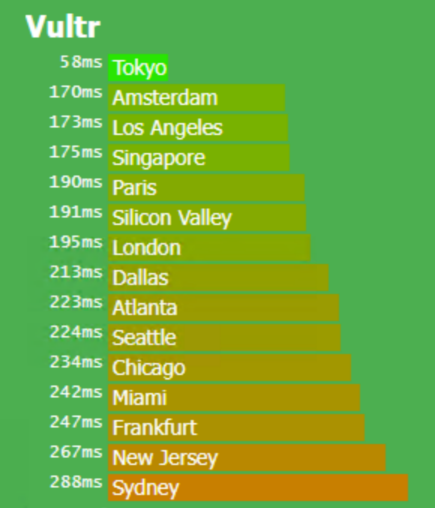 Vultr
58ms Tokyo
170ms Amsterdam
173ms Los Angeles
175ms Singapore
190ms Paris
191ms Silicon Valley
195ms London
213ms Dallas
223ms Atlanta
224ms Seattle
234ms Chicago
242ms Miami
247ms Frankfurt
267ms New Jersey
288ms Sydney